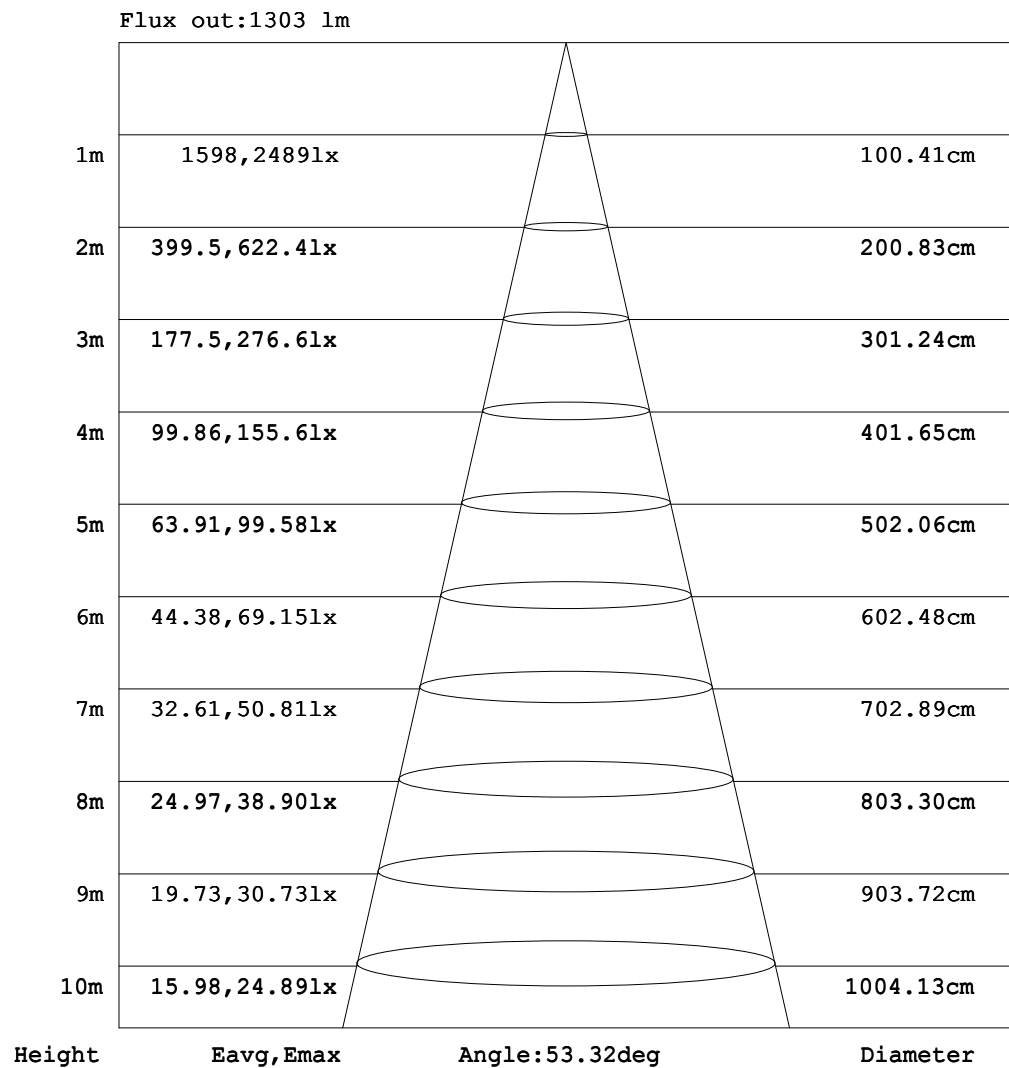 Flux out:1303 lm
1m 1598,2489lx 100.41cm
2m 399.5,622.4lx 200.83cm
3m 177.5,276.6lx 301.24cm
4m 99.86,155.6lx 401.65cm
5m 63.91,99.58lx 502.06cm
6m 44.38,69.15lx 602.48cm
7m 32.61,50.81lx 702.89cm
8m 24.97,38.90lx 803.30cm
9m 19.73,30.73lx 903.72cm
10m 15.98,24.89lx 1004.13cm
Height Eavg,Emax Angle:53.32deg Diameter